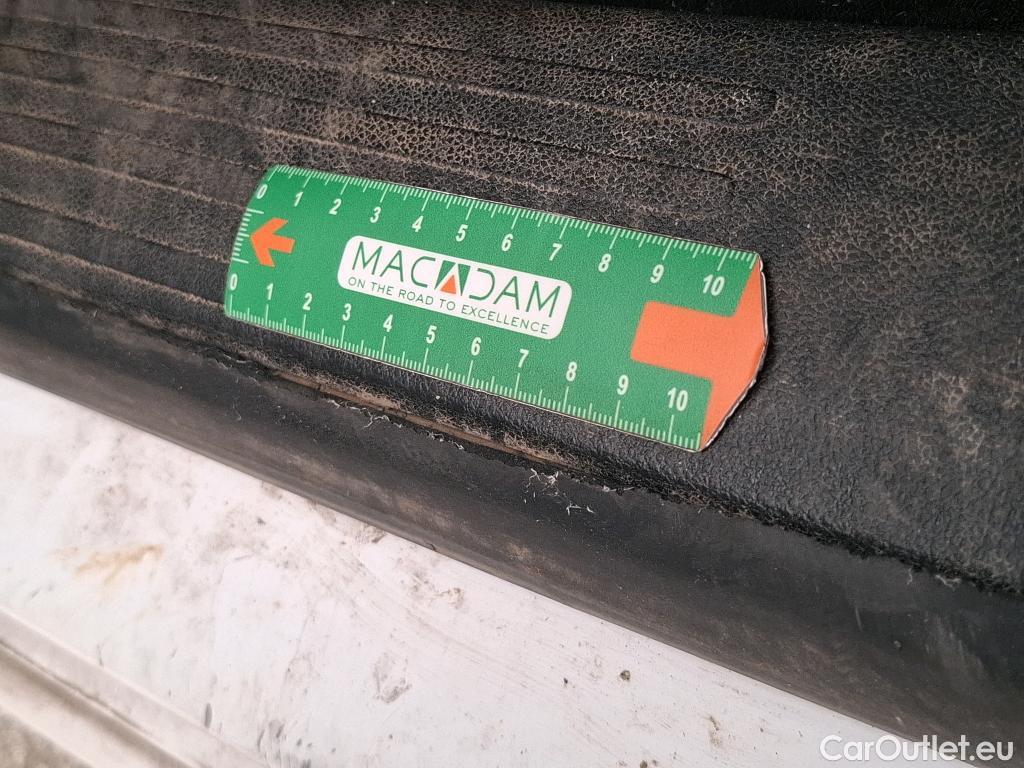 0 1 2 3 4 5 6 7 8 9 10
MACADAM
ON THE ROAD TO EXCELLENCE
0 1 2 3 4 5 6 7 8 9 10
CarOutlet.eu